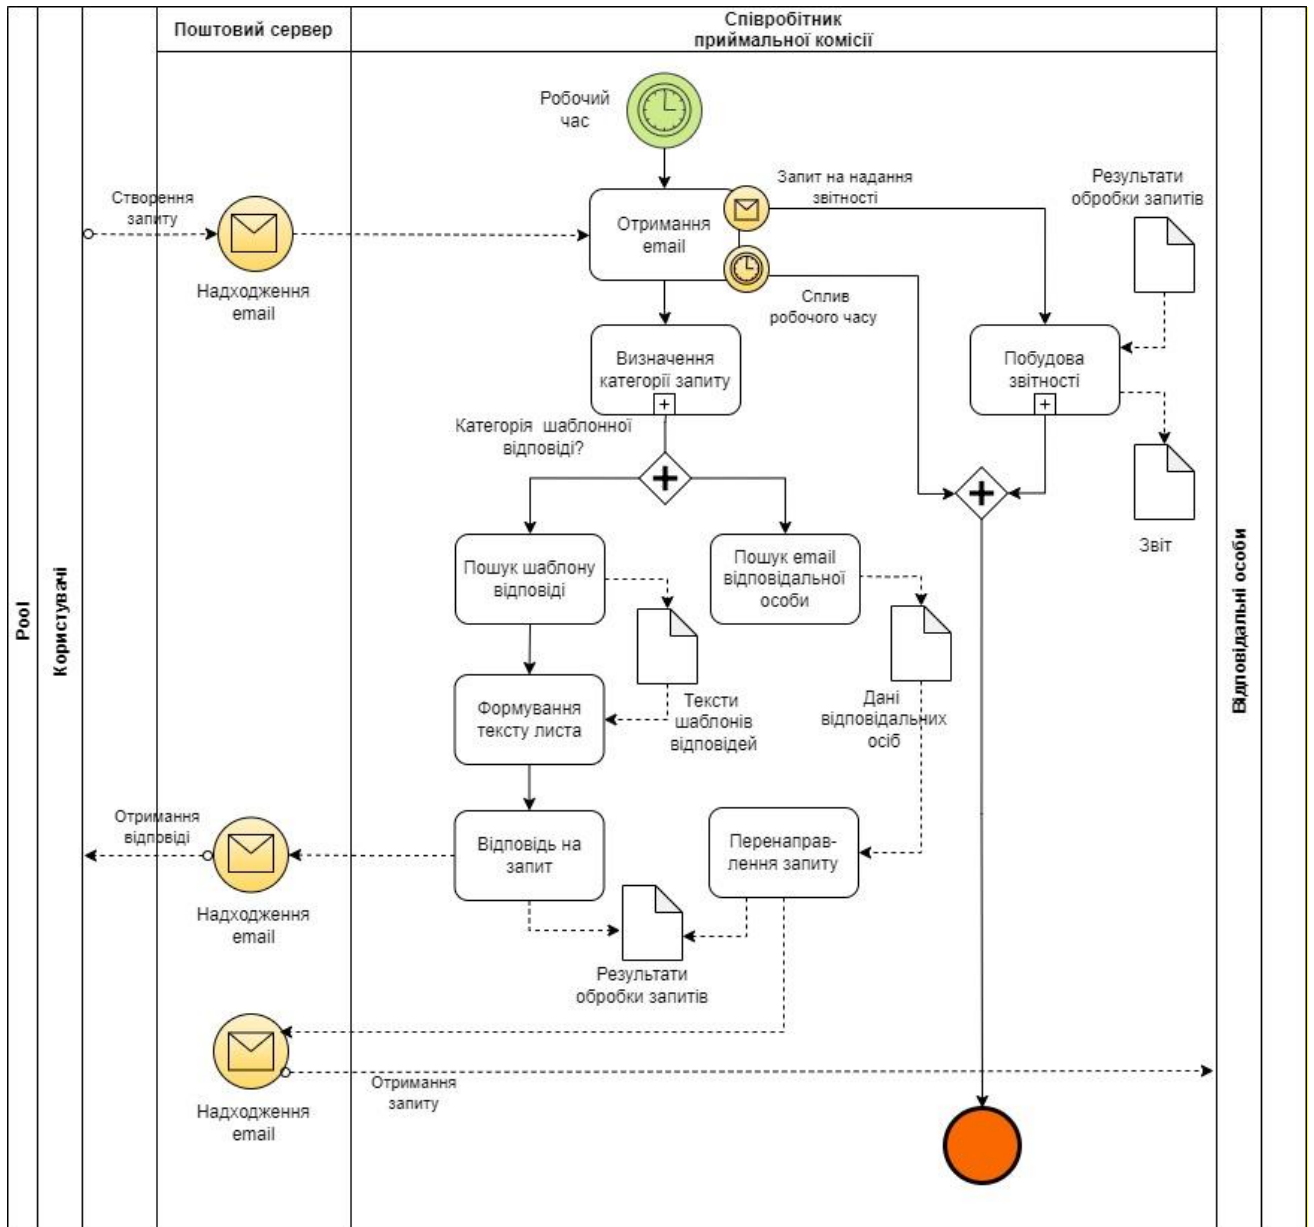 Поштовий сервер
Співробітник
приймальної комісії
Робочий
час
Створення
запиту
Надходження
email
Отримання
email
Запит на надання
звітності
Сплив
робочого часу
Результати
обробки запитів
Визначення
категорії запиту
Побудова
звітності
Категорія шаблонної
відповіді?
Звіт
Пошук шаблону
відповіді
Пошук email
відповідальної
особи
Pool
Користувачі
Відповідальні особи
Формування
тексту листа
Тексти
шаблонів
відповідей
Дані
відповідальних
осіб
Отримання
відповіді
Надходження
email
Відповідь на
запит
Перенаправ-
лення запиту
Результати
обробки запитів
Надходження
email
Отримання
запиту